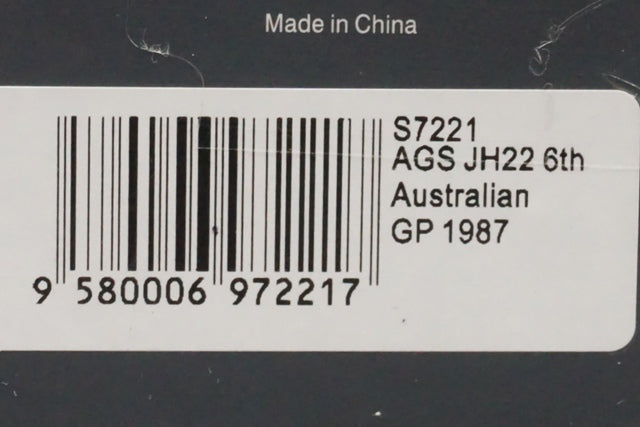 Made in China
S7221
AGS JH22 6th
Australian
GP 1987
9 580006 972217